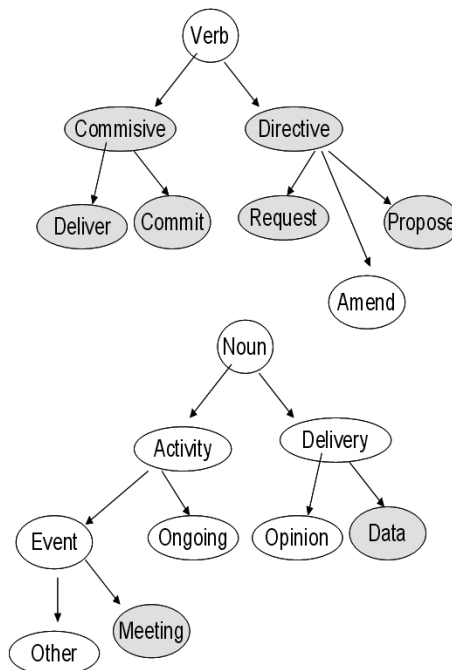 Verb
Commisive
Directive
Deliver
Commit
Request
Propose
Amend
Noun
Activity
Delivery
Event
Ongoing
Opinion
Data
Other
Meeting